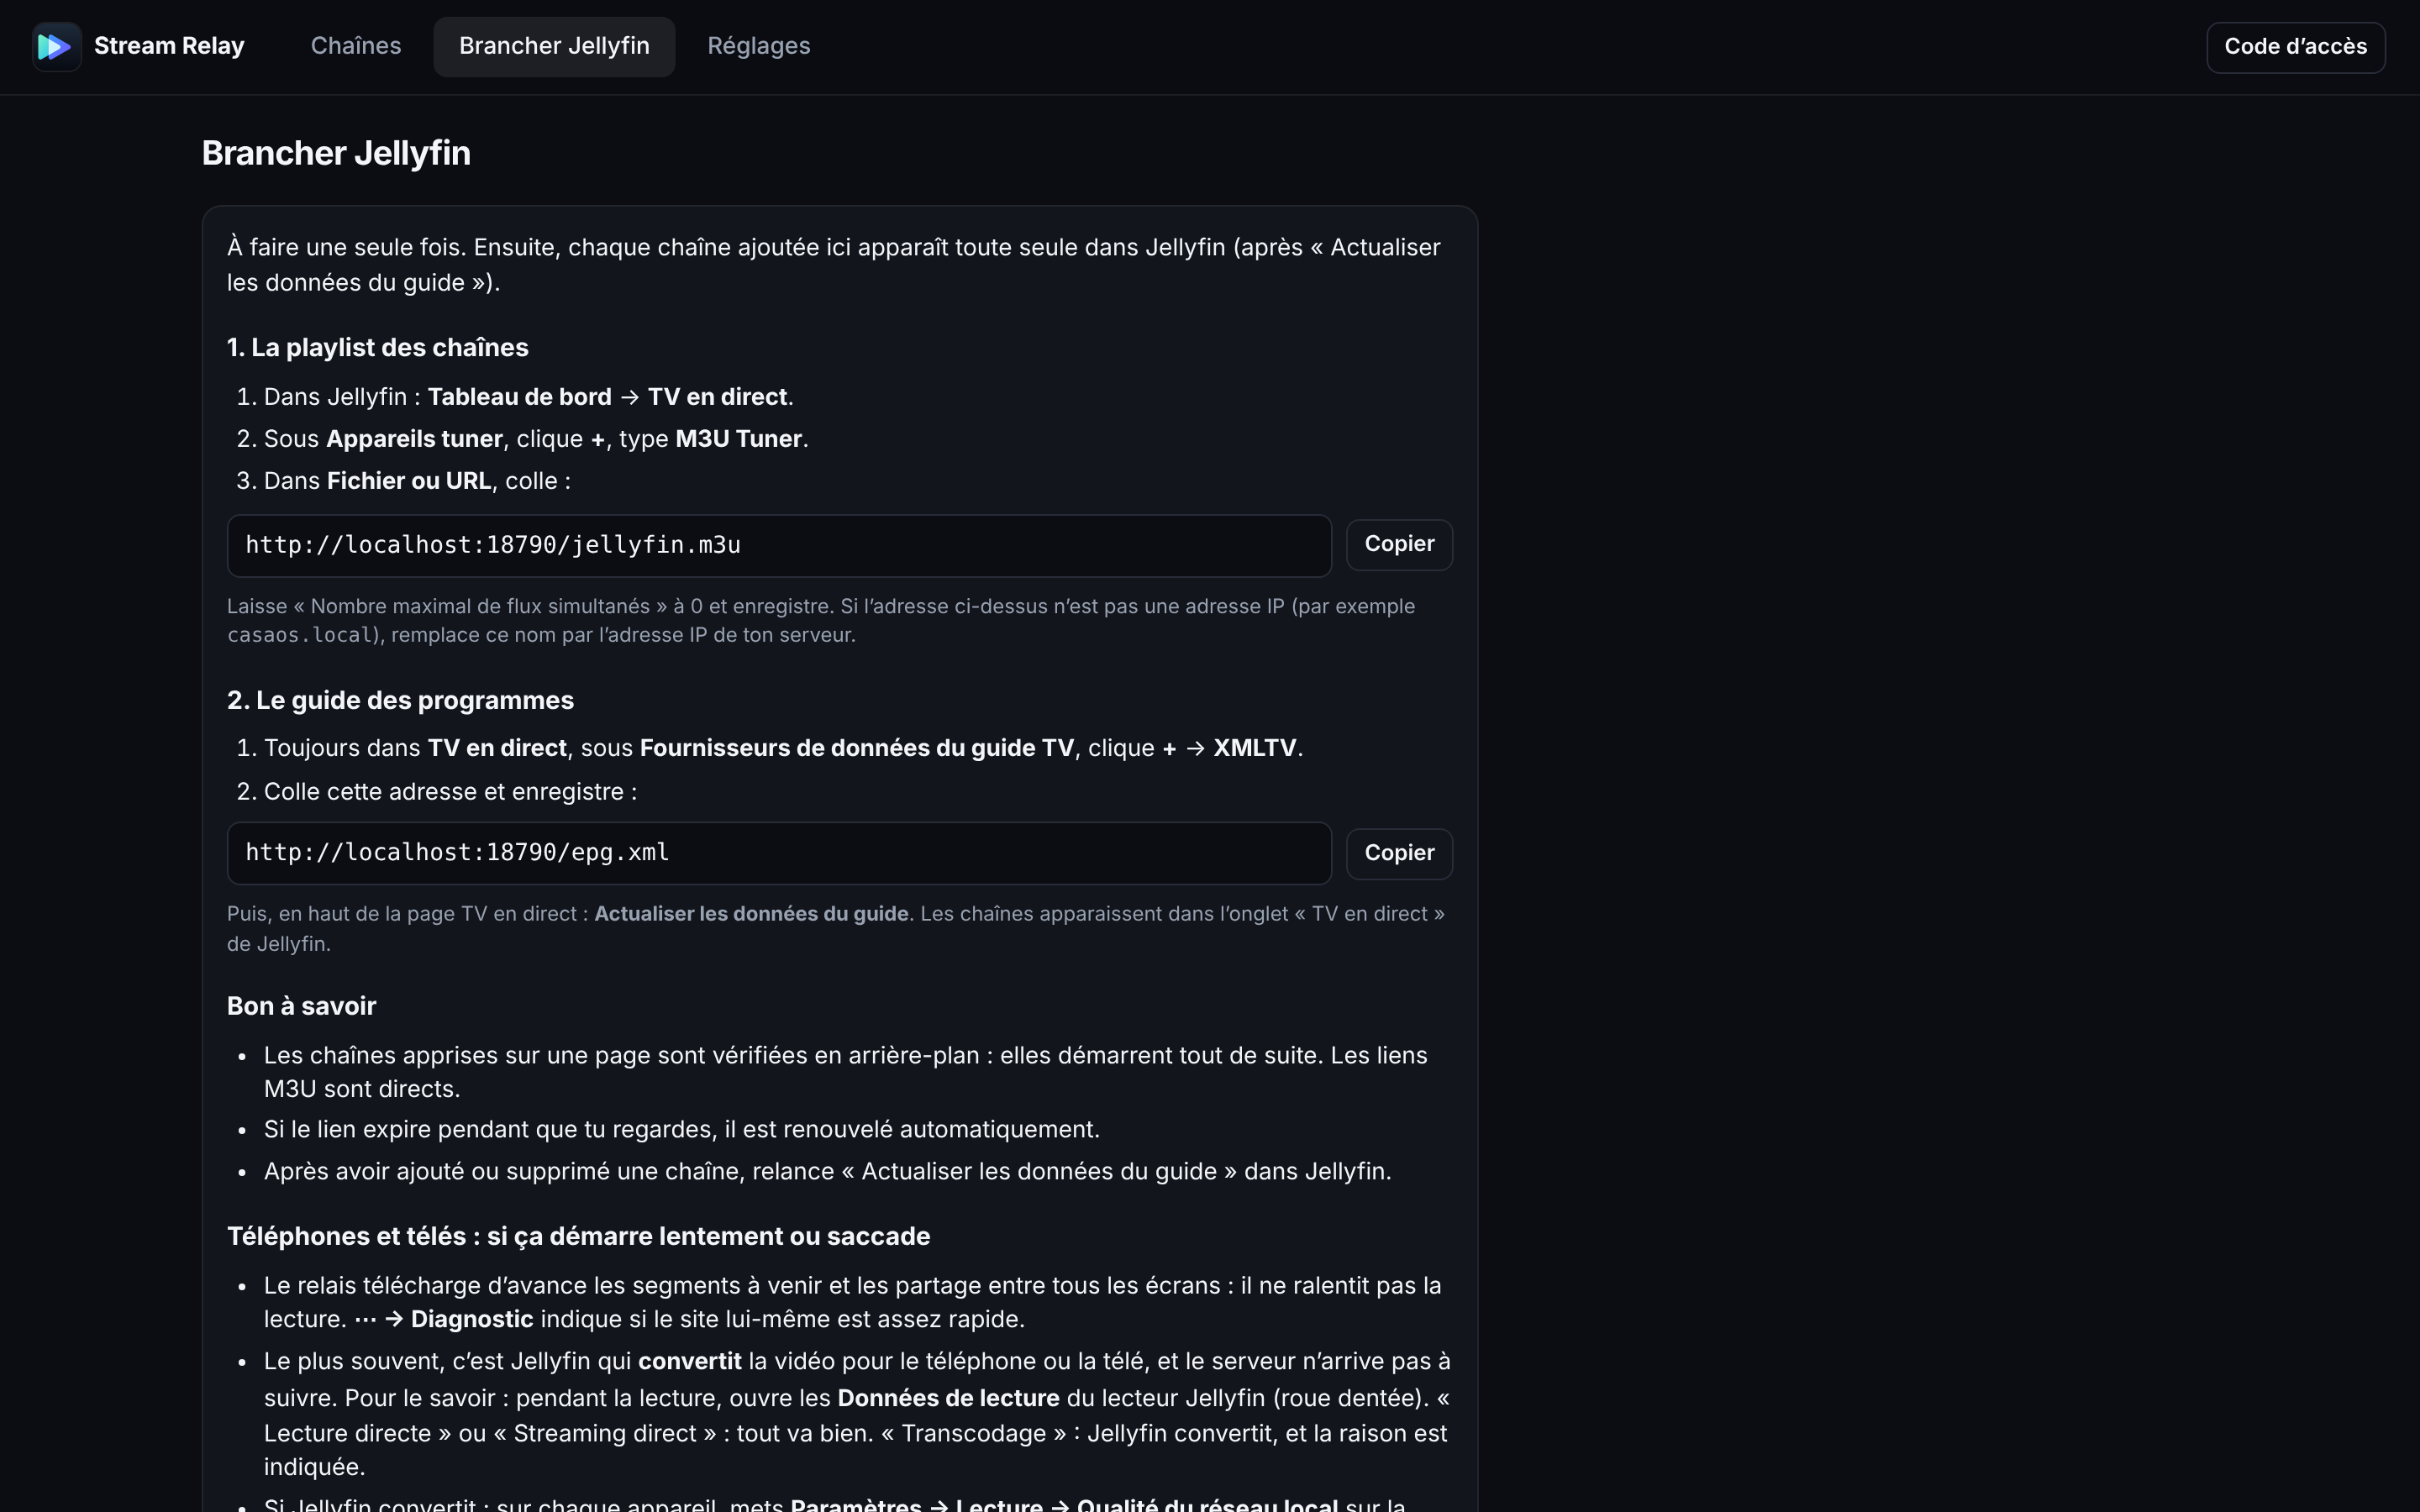 Stream Relay
Chaînes
Brancher Jellyfin
Réglages
Code d’accès
Brancher Jellyfin
À faire une seule fois. Ensuite, chaque chaîne ajoutée ici apparaît toute seule dans Jellyfin (après « Actualiser
les données du guide »).
1. La playlist des chaînes
1. Dans Jellyfin : Tableau de bord → TV en direct.
2. Sous Appareils tuner, clique +, type M3U Tuner.
3. Dans Fichier ou URL, colle :
http://localhost:18790/jellyfin.m3u
Copier
Laisse « Nombre maximal de flux simultanés » à 0 et enregistre. Si l’adresse ci-dessus n’est pas une adresse IP (par exemple
casaos.local), remplace ce nom par l’adresse IP de ton serveur.
2. Le guide des programmes
1. Toujours dans TV en direct, sous Fournisseurs de données du guide TV, clique + → XMLTV.
2. Colle cette adresse et enregistre :
http://localhost:18790/epg.xml
Copier
Puis, en haut de la page TV en direct : Actualiser les données du guide. Les chaînes apparaissent dans l’onglet « TV en direct »
de Jellyfin.
Bon à savoir
• Les chaînes apprises sur une page sont vérifiées en arrière-plan : elles démarrent tout de suite. Les liens
M3U sont directs.
• Si le lien expire pendant que tu regardes, il est renouvelé automatiquement.
• Après avoir ajouté ou supprimé une chaîne, relance « Actualiser les données du guide » dans Jellyfin.
Téléphones et télés : si ça démarre lentement ou saccade
• Le relais télécharge d’avance les segments à venir et les partage entre tous les écrans : il ne ralentit pas la
lecture. ⋯ → Diagnostic indique si le site lui-même est assez rapide.
• Le plus souvent, c’est Jellyfin qui convertit la vidéo pour le téléphone ou la télé, et le serveur n’arrive pas à
suivre. Pour le savoir : pendant la lecture, ouvre les Données de lecture du lecteur Jellyfin (roue dentée). «
Lecture directe » ou « Streaming direct » : tout va bien. « Transcodage » : Jellyfin convertit, et la raison est
indiquée.
• Si Jellyfin convertit : sur chaque appareil, mets Paramètres → Lecture → Qualité du réseau local sur la